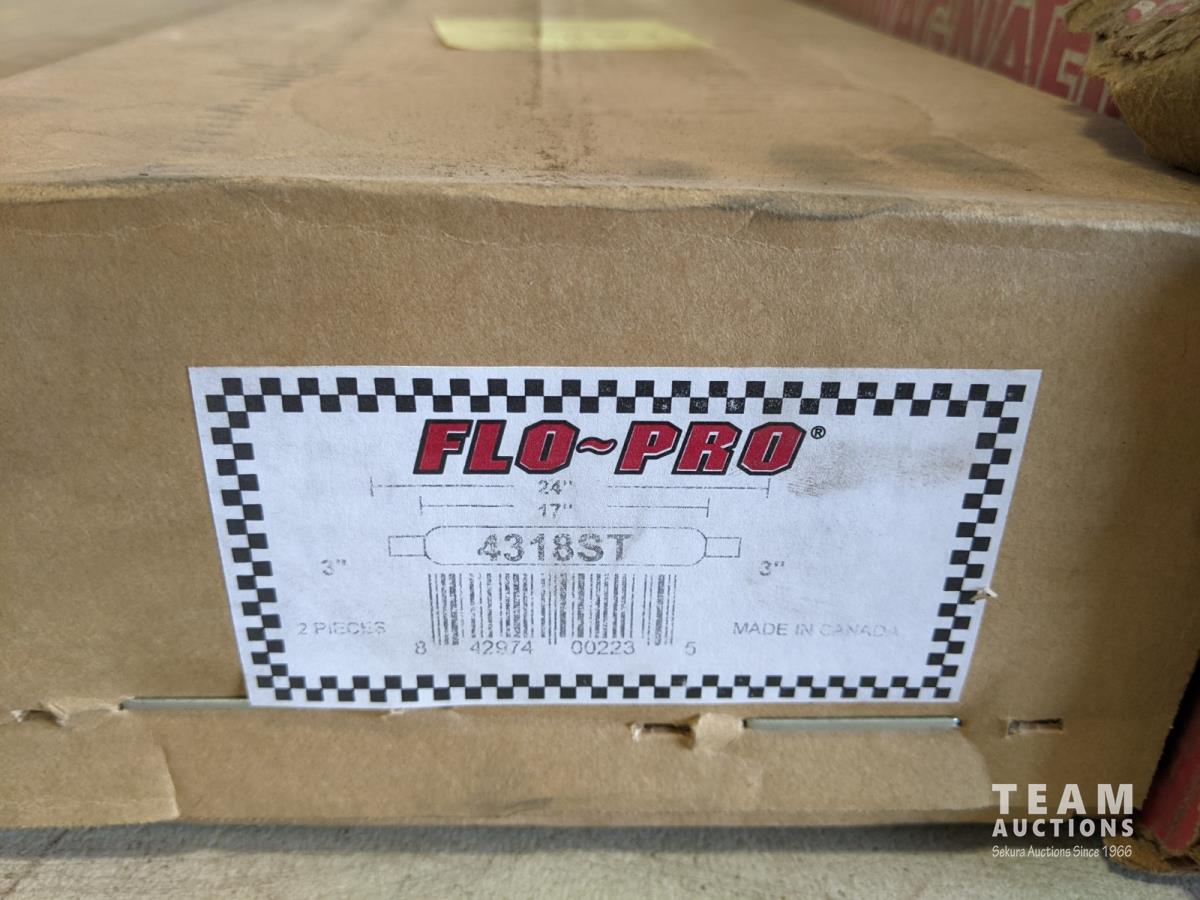 FLO~PRO®
24"
17"
4318ST
3" 3"
2 PIECES MADE IN CANADA
8 42974 00223 5
TEAM
AUCTIONS
Sekura Auctions Since 1966